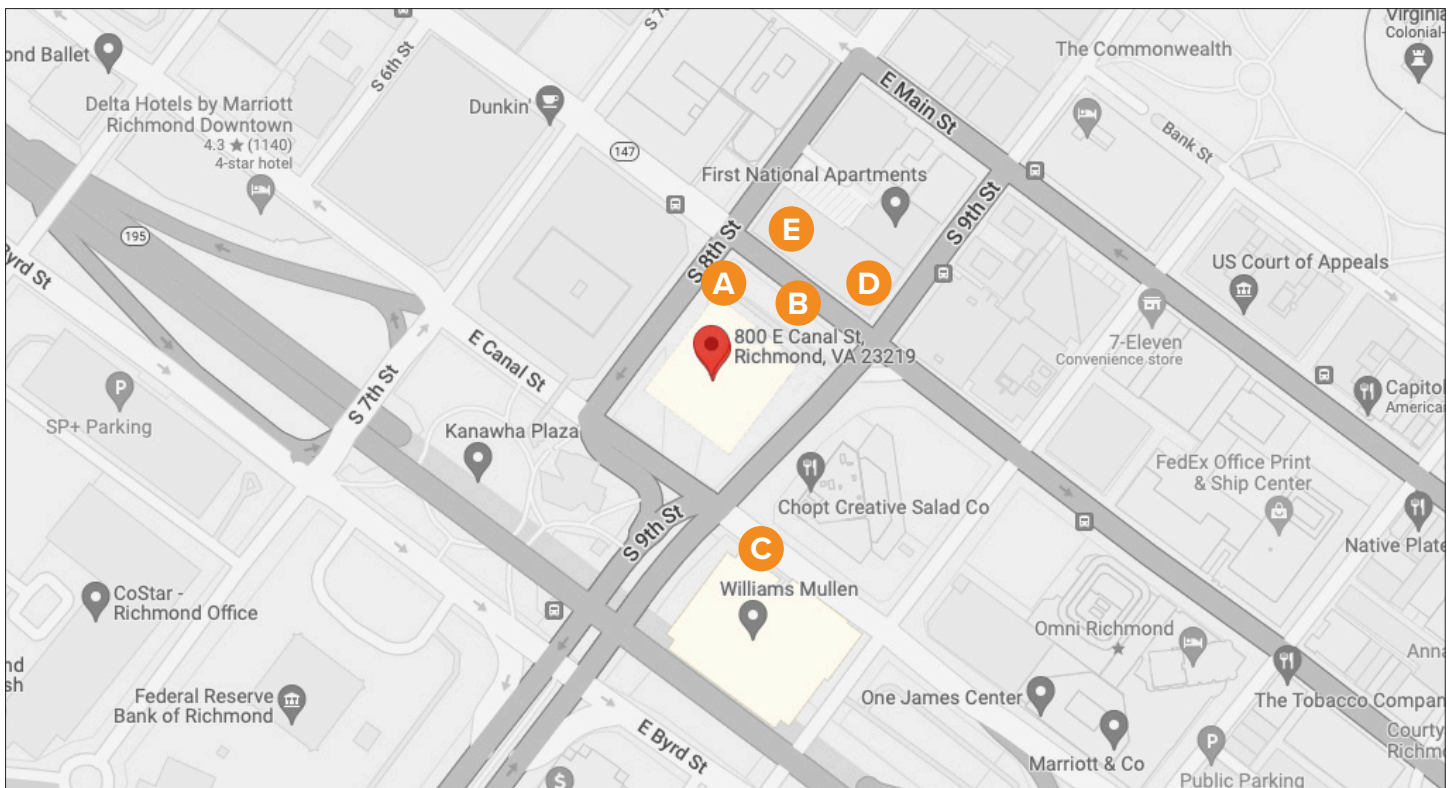 ond Ballet
S 6th St
S 7
Virginia
Colonial-
The Commonwealth
E Main St
Delta Hotels by Marriott
Richmond Downtown
4.3 ★ (1140)
4-star hotel
Dunkin'
147
Bank St
First National Apartments
S 9th St
195
E
S 8th St
A
B
D
US Court of Appeals
Byrd St
800 E Canal St,
Richmond, VA 23219
7-Eleven
Convenience store
E Canal St
S 7th St
P
SP+ Parking
Capitol
American
Kanawha Plaza
FedEx Office Print
& Ship Center
Chopt Creative Salad Co
S 9th St
Native Plate
C
Williams Mullen
CoStar -
Richmond Office
Omni Richmond
Anna
nd
sh
Federal Reserve
Bank of Richmond
One James Center
The Tobacco Compan
E Byrd St
Courty
Richmo
P
Marriott & Co
$
Public Parking